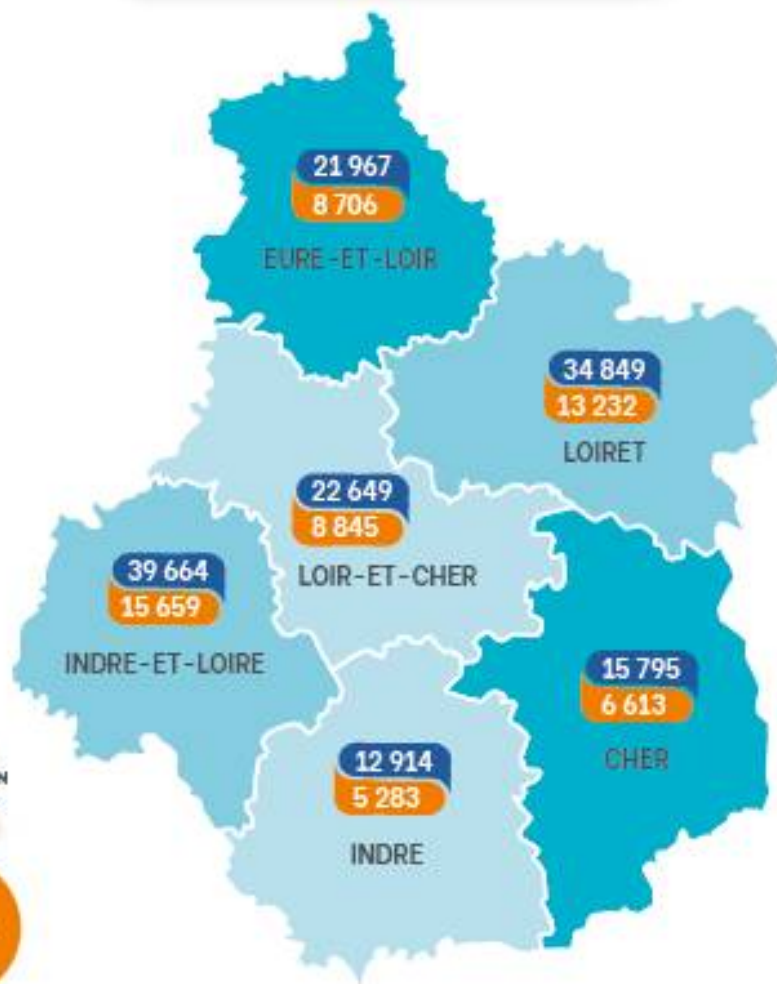 21 967
8 706
EURE-ET-LOIR
34 849
13 232
LOIRET
22 649
8 845
LOIR-ET-CHER
39 664
15 659
INDRE-ET-LOIRE
15 795
6 613
CHER
12 914
5 283
INDRE
N